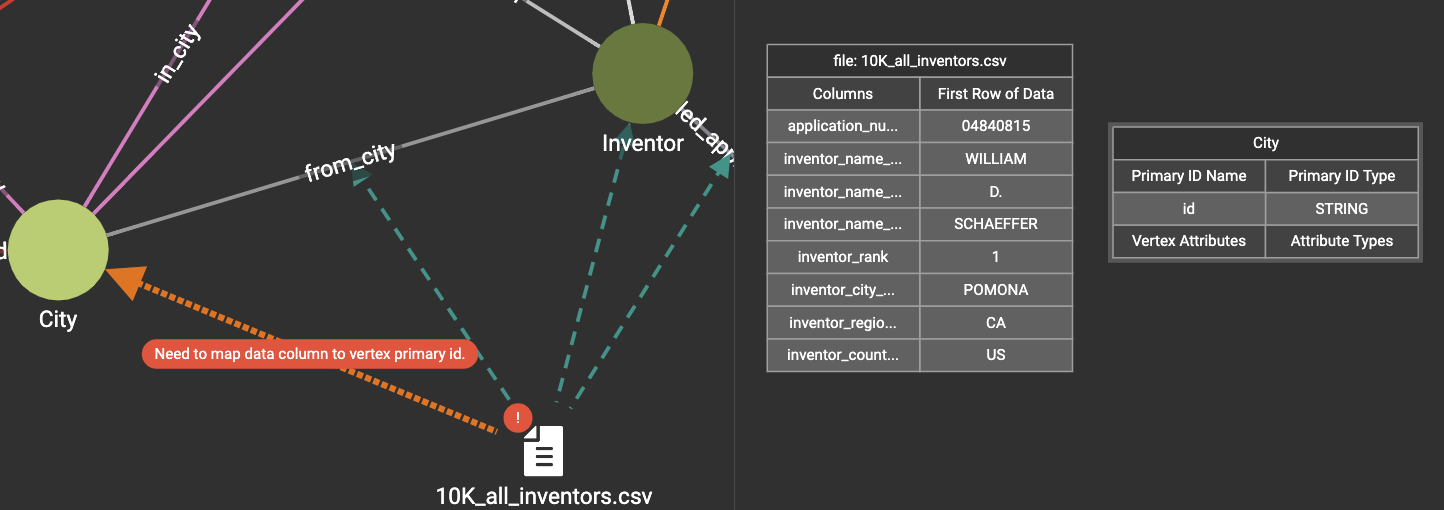 in_city
Inventor
led_app
from_city
City
Need to map data column to vertex primary id.
!
10K_all_inventors.csv
file: 10K_all_inventors.csv
Columns First Row of Data
application_nu... 04840815
inventor_name_... WILLIAM
inventor_name_... D.
inventor_name_... SCHAEFFER
inventor_rank 1
inventor_city_... POMONA
inventor_regio... CA
inventor_count... US
City
Primary ID Name Primary ID Type
id STRING
Vertex Attributes Attribute Types